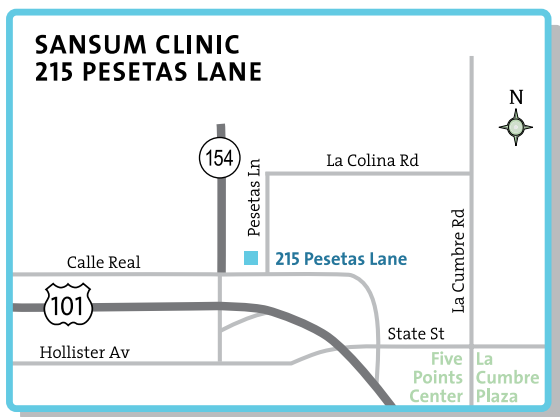 SANSUM CLINIC
215 PESETAS LANE
N
154
Pesetas Ln
La Colina Rd
La Cumbre Rd
215 Pesetas Lane
Calle Real
101
State St
Hollister Av
Five
Points
Center
La
Cumbre
Plaza